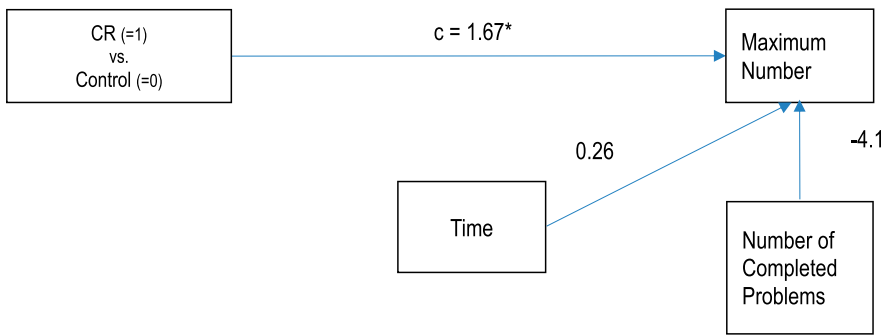 CR (=1)
vs.
Control (=0)
c = 1.67*
Maximum
Number
0.26
-4.1
Time
Number of
Completed
Problems